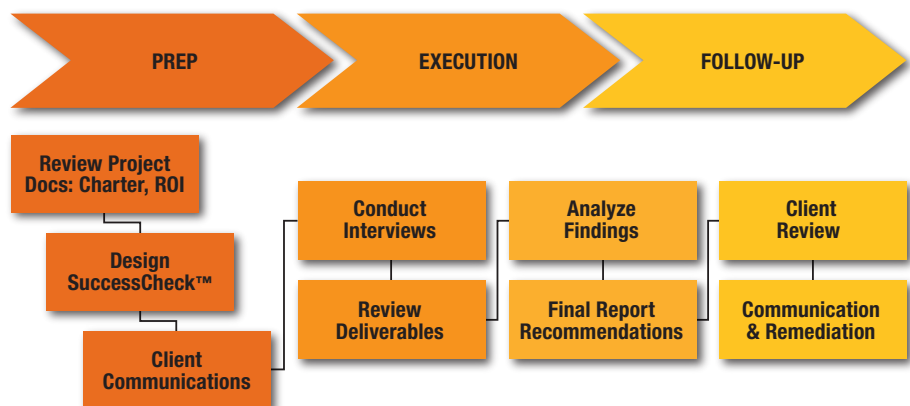 PREP
EXECUTION
FOLLOW-UP
Review Project
Docs: Charter, ROI
Design
SuccessCheck™
Client
Communications
Conduct
Interviews
Review
Deliverables
Analyze
Findings
Final Report
Recommendations
Client
Review
Communication
& Remediation